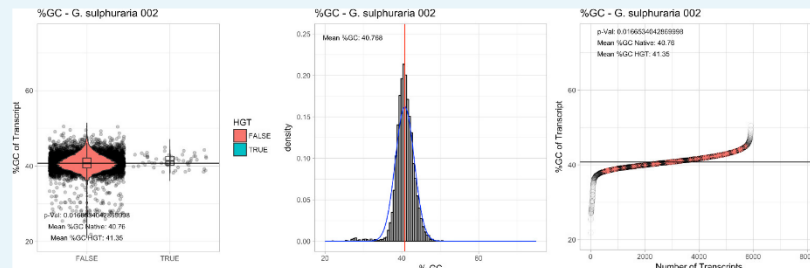 %GC - G. sulphuraria 002
%GC of Transcript
60
40
20
p-Val: 0.0166534042869998
Mean %GC Native: 40.76
Mean %GC HGT: 41.35
FALSE
TRUE
HGT
FALSE
TRUE
%GC - G. sulphuraria 002
Mean %GC: 40.768
density
0.25
0.20
0.15
0.10
0.05
0.00
20
40
60
% GC
%GC - G. sulphuraria 002
p-Val: 0.0166534042869998
Mean %GC Native: 40.76
Mean %GC HGT: 41.35
%GC of Transcript
60
40
20
0
2000
4000
6000
Number of Transcripts